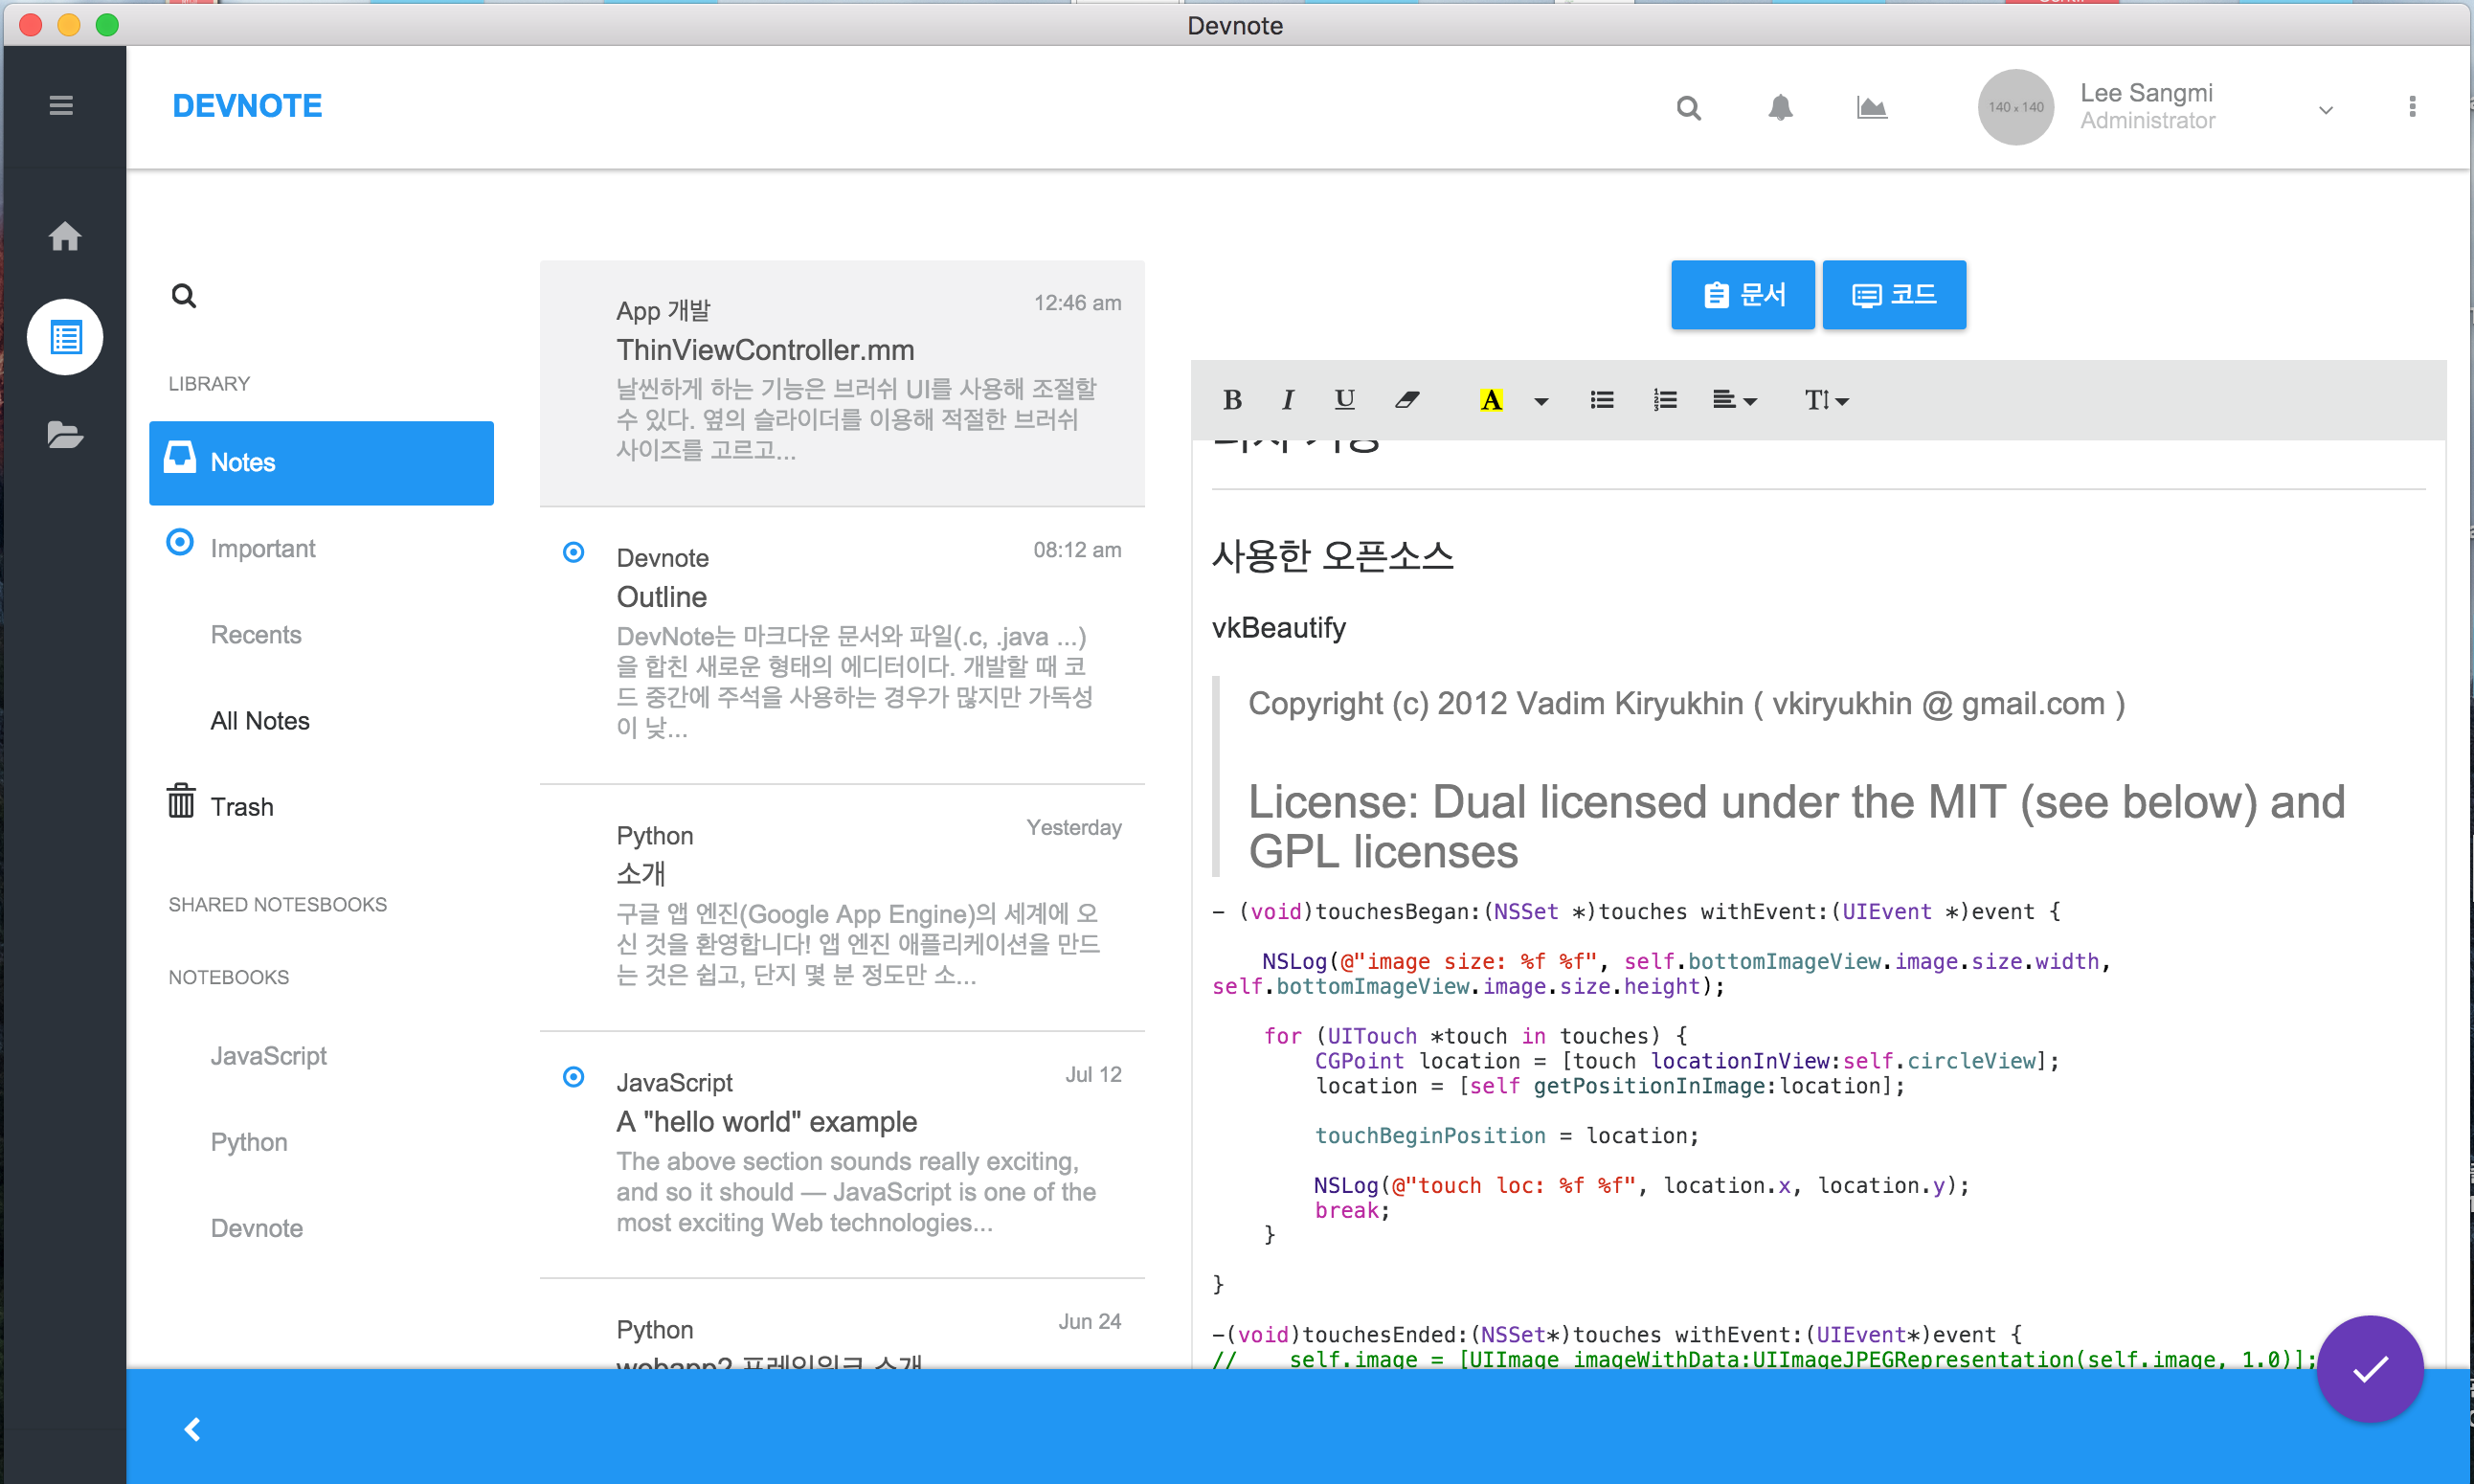 Devnote
DEVNOTE
140 x 140
Lee Sangmi
Administrator
LIBRARY
Notes
Important
Recents
All Notes
Trash
SHARED NOTESBOOKS
NOTEBOOKS
JavaScript
Python
Devnote
App 개발
12:46 am
ThinViewController.mm
날씬하게 하는 기능은 브러쉬 UI를 사용해 조절할
수 있다. 옆의 슬라이더를 이용해 적절한 브러쉬
사이즈를 고르고...
Devnote
08:12 am
Outline
DevNote는 마크다운 문서와 파일(.c, .java ...)
을 합친 새로운 형태의 에디터이다. 개발할 때 코
드 중간에 주석을 사용하는 경우가 많지만 가독성
이 낮...
Python
Yesterday
소개
구글 앱 엔진(Google App Engine)의 세계에 오
신 것을 환영합니다! 앱 엔진 애플리케이션을 만드
는 것은 쉽고, 단지 몇 분 정도만 소...
JavaScript
Jul 12
A "hello world" example
The above section sounds really exciting,
and so it should — JavaScript is one of the
most exciting Web technologies...
Python
Jun 24
webapp2 프레임워크 소개
문서
코드
B I U A
사용한 오픈소스
vkBeautify
Copyright (c) 2012 Vadim Kiryukhin ( vkiryukhin @ gmail.com )
License: Dual licensed under the MIT (see below) and
GPL licenses
- (void)touchesBegan:(NSSet *)touches withEvent:(UIEvent *)event {
NSLog(@"image size: %f %f", self.bottomImageView.image.size.width,
self.bottomImageView.image.size.height);
for (UITouch *touch in touches) {
CGPoint location = [touch locationInView:self.circleView];
location = [self getPositionInImage:location];
touchBeginPosition = location;
NSLog(@"touch loc: %f %f", location.x, location.y);
break;
}
}
-(void)touchesEnded:(NSSet*)touches withEvent:(UIEvent*)event {
// self.image = [UIImage imageWithData:UIImageJPEGRepresentation(self.image, 1.0)];